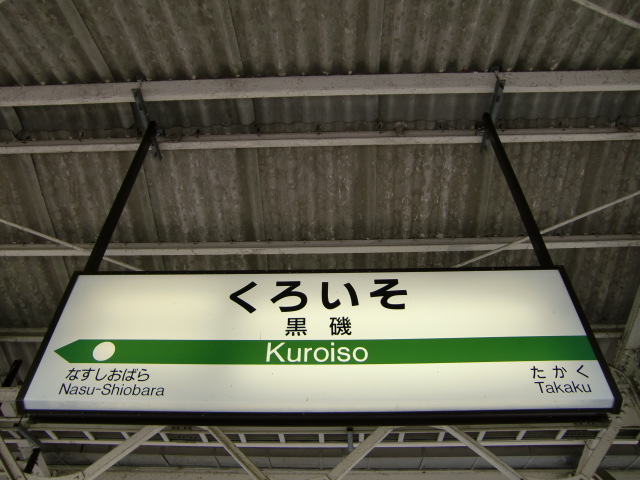 くろいそ
黒磯
Kuroiso
なすしおばら
Nasu-Shiobara
たかく
Takaku